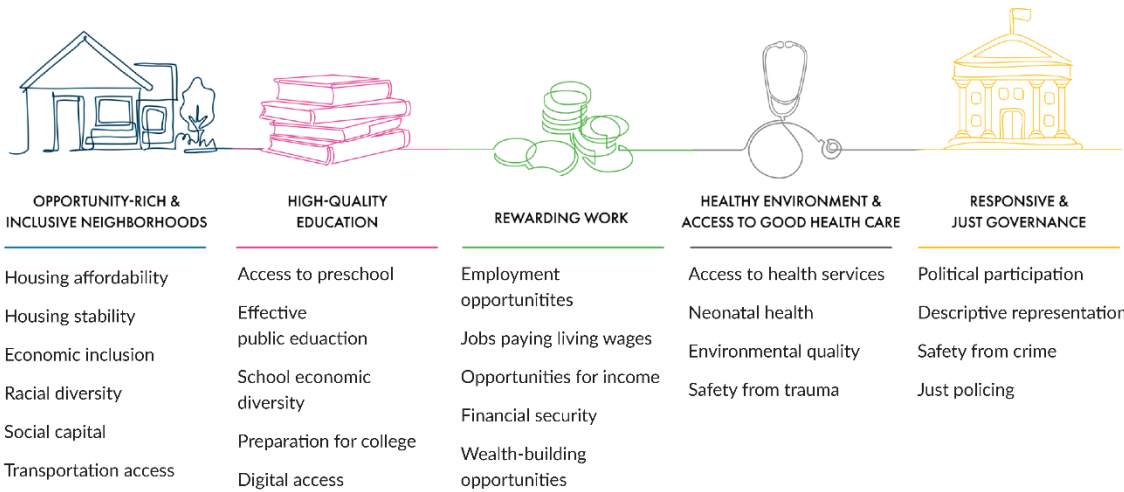 OPPORTUNITY-RICH &
INCLUSIVE NEIGHBORHOODS
Housing affordability
Housing stability
Economic inclusion
Racial diversity
Social capital
Transportation access
HIGH-QUALITY
EDUCATION
Access to preschool
Effective
public eduaction
School economic
diversity
Preparation for college
Digital access
REWARDING WORK
Employment
opportunitites
Jobs paying living wages
Opportunities for income
Financial security
Wealth-building
opportunities
HEALTHY ENVIRONMENT &
ACCESS TO GOOD HEALTH CARE
Access to health services
Neonatal health
Environmental quality
Safety from trauma
RESPONSIVE &
JUST GOVERNANCE
Political participation
Descriptive representation
Safety from crime
Just policing